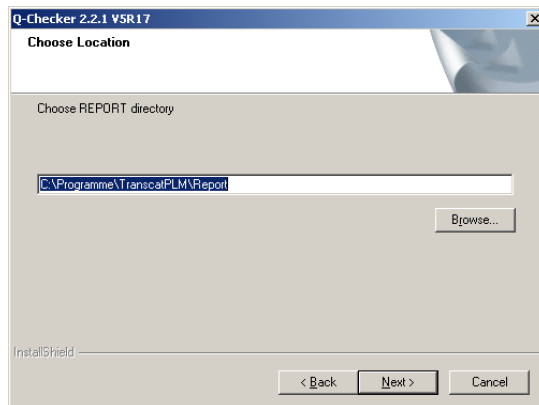 Q-Checker 2.2.1 V5R17
Choose Location
Choose REPORT directory
C:\Programme\TranscatPLM\Report
Browse...
InstallShield
< Back
Next >
Cancel